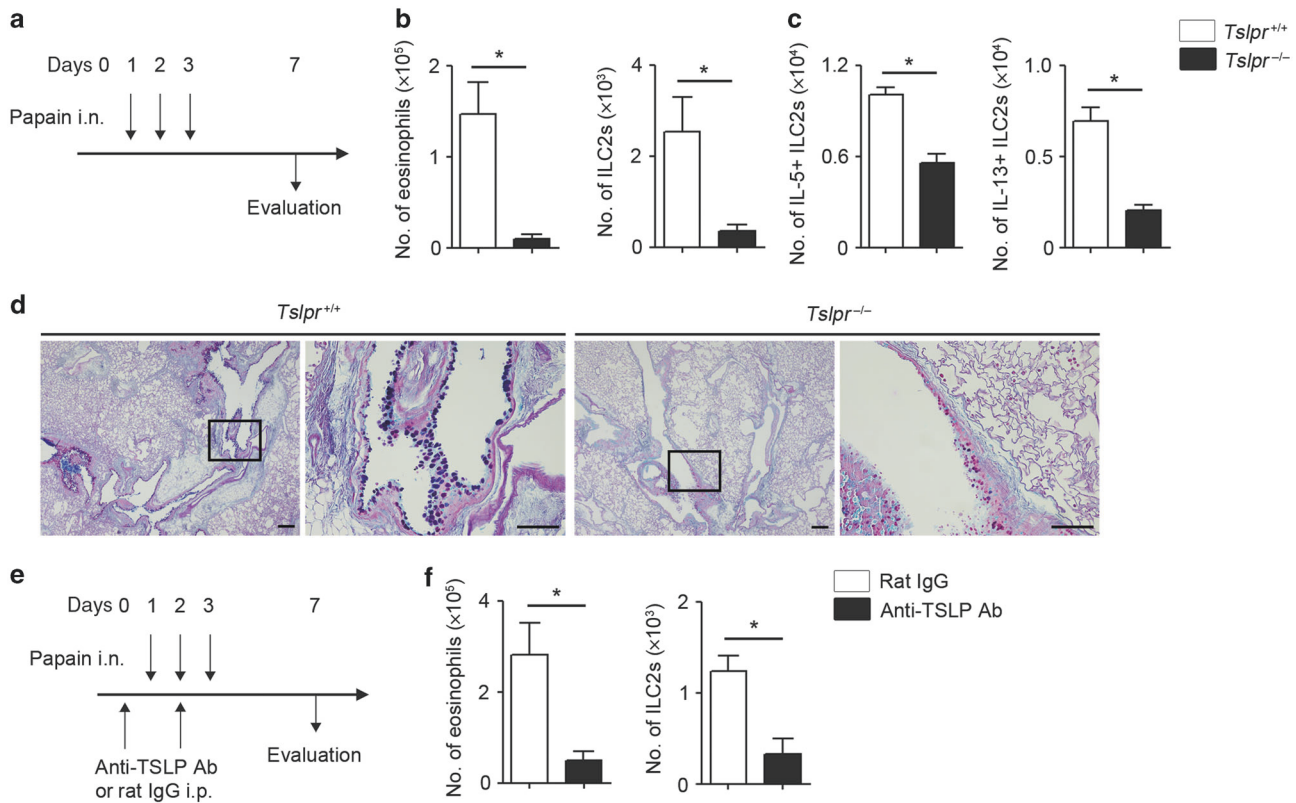 a
Days 0 1 2 3 7
Papain i.n.
Evaluation
b
No. of eosinophils (×10⁵)
2
1
0
*
No. of ILC2s (×10³)
4
2
0
*
c
No. of IL-5+ ILC2s (×10⁴)
1.2
0.6
0
*
No. of IL-13+ ILC2s (×10⁴)
1.0
0.5
0
*
Tslpr+/+
Tslpr−/−
d
Tslpr+/+
Tslpr−/−
e
Days 0 1 2 3 7
Papain i.n.
Evaluation
Anti-TSLP Ab
or rat IgG i.p.
f
No. of eosinophils (×10⁵)
4
2
0
*
No. of ILC2s (×10³)
2
1
0
*
Rat IgG
Anti-TSLP Ab